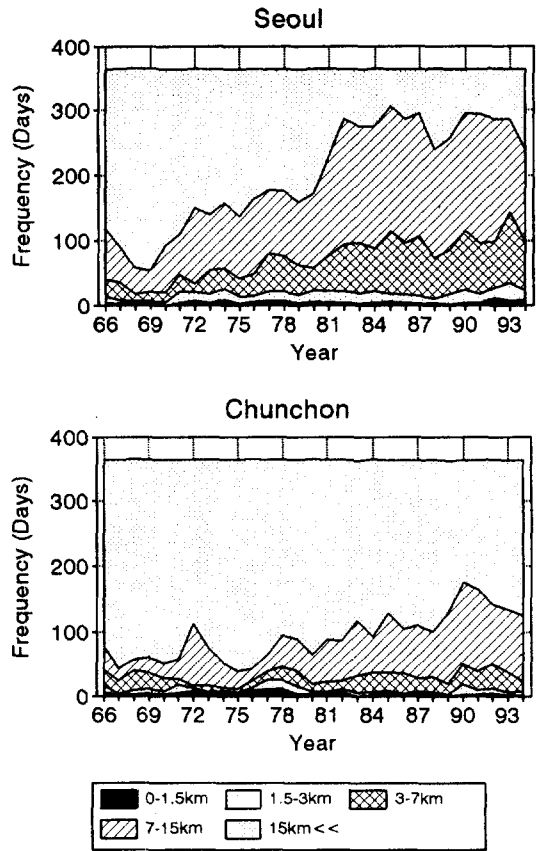 Seoul
400
300
200
100
0
Frequency (Days)
66 69 72 75 78 81 84 87 90 93
Year
Chunchon
400
300
200
100
0
Frequency (Days)
66 69 72 75 78 81 84 87 90 93
Year
0-1.5km 1.5-3km 3-7km
7-15km 15km<<